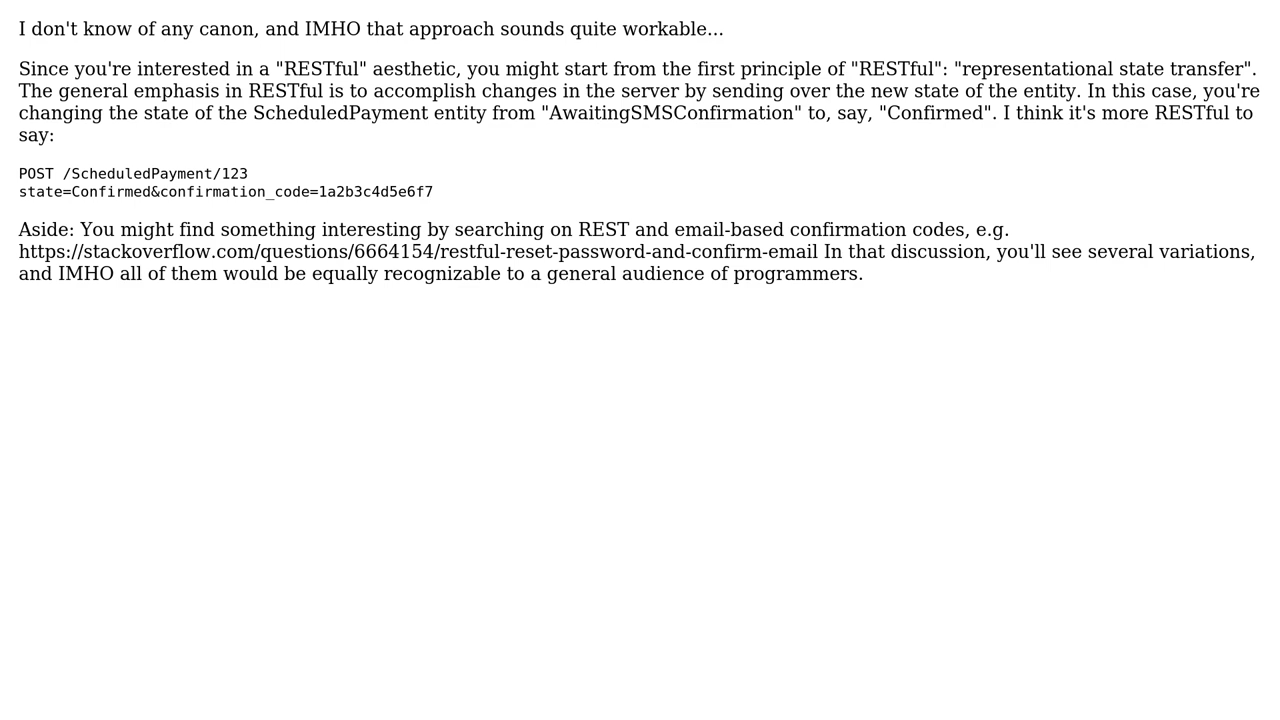 I don't know of any canon, and IMHO that approach sounds quite workable...
Since you're interested in a "RESTful" aesthetic, you might start from the first principle of "RESTful": "representational state transfer".
The general emphasis in RESTful is to accomplish changes in the server by sending over the new state of the entity. In this case, you're
changing the state of the ScheduledPayment entity from "AwaitingSMSConfirmation" to, say, "Confirmed". I think it's more RESTful to
say:
POST /ScheduledPayment/123
state=Confirmed&confirmation_code=1a2b3c4d5e6f7
Aside: You might find something interesting by searching on REST and email-based confirmation codes, e.g.
https://stackoverflow.com/questions/6664154/restful-reset-password-and-confirm-email In that discussion, you'll see several variations,
and IMHO all of them would be equally recognizable to a general audience of programmers.